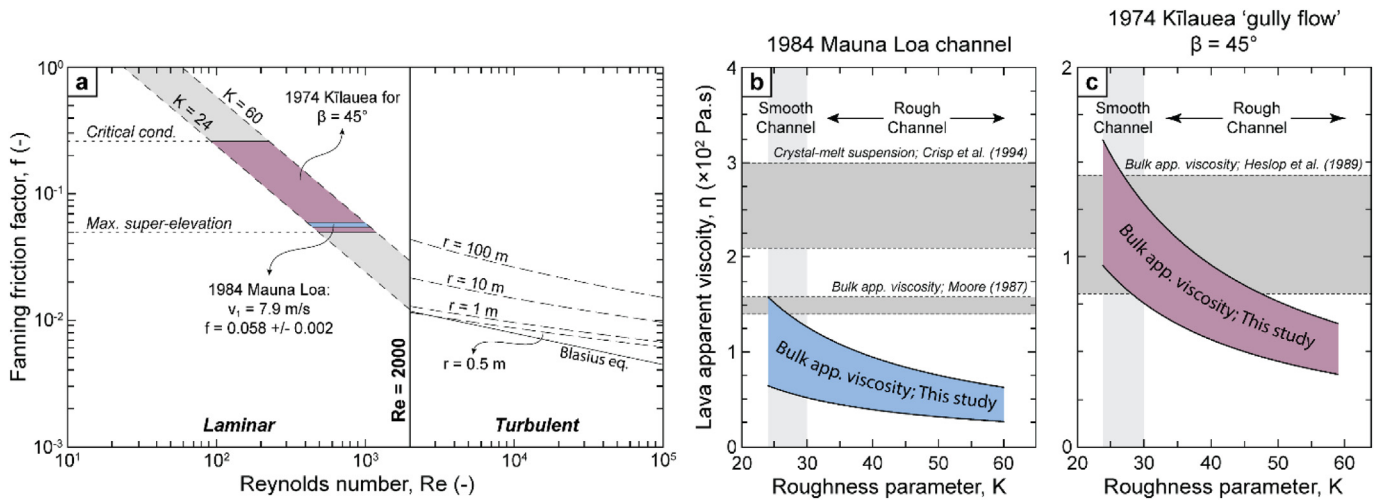 a
10⁰
10⁻¹
10⁻²
10⁻³
Fanning friction factor, f (-)
K = 24
K = 60
Critical cond.
Max. super-elevation
1974 Kīlauea for
β = 45°
1984 Mauna Loa:
v₁ = 7.9 m/s
f = 0.058 +/- 0.002
Re = 2000
r = 100 m
r = 10 m
r = 1 m
r = 0.5 m
Blasius eq.
Laminar
Turbulent
10¹
10²
10³
10⁴
10⁵
Reynolds number, Re (-)
1984 Mauna Loa channel
b
Lava apparent viscosity, η (×10² Pa.s)
4
3
2
1
0
Smooth
Channel
Rough
Channel
Crystal-melt suspension; Crisp et al. (1994)
Bulk app. viscosity; Moore (1987)
Bulk app. viscosity; This study
20 30 40 50 60
Roughness parameter, K
1974 Kīlauea ‘gully flow’
β = 45°
c
2
1
0
Smooth
Channel
Rough
Channel
Bulk app. viscosity; Heslop et al. (1989)
Bulk app. viscosity; This study
20 30 40 50 60
Roughness parameter, K